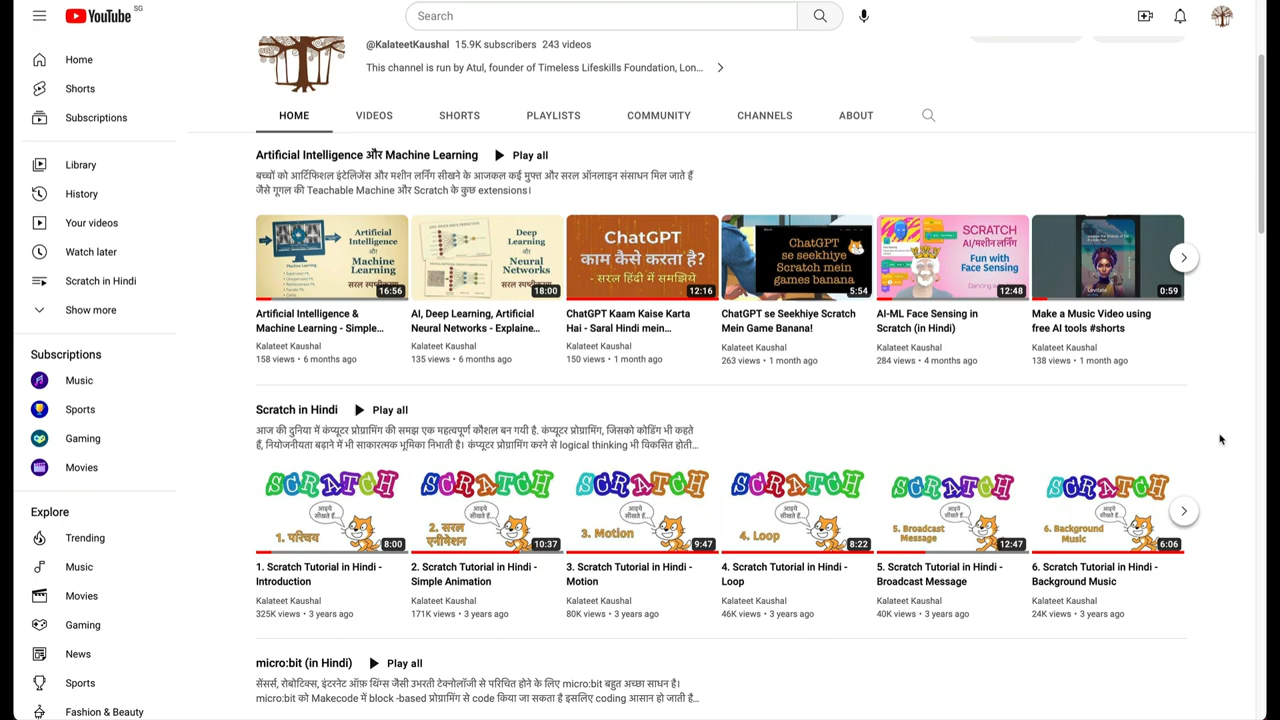 YouTube SG
Search
@KalateetKaushal 15.9K subscribers 243 videos
This channel is run by Atul, founder of Timeless Lifeskills Foundation, Lon...
HOME VIDEOS SHORTS PLAYLISTS COMMUNITY CHANNELS ABOUT
Home
Shorts
Subscriptions
Library
History
Your videos
Watch later
Scratch in Hindi
Show more
Subscriptions
Music
Sports
Gaming
Movies
Explore
Trending
Music
Movies
Gaming
News
Sports
Fashion & Beauty
Artificial Intelligence और Machine Learning Play all
बच्चों को आर्टिफिशल इंटेलिजेंस और मशीन लर्निंग सीखने के आजकल कई मुफ्त और सरल ऑनलाइन संसाधन मिल जाते हैं
जैसे गूगल की Teachable Machine और Scratch के कुछ extensions!
Artificial
Intelligence
और
Machine
Learning
सरल स्पष्टीकरण
16:56
Artificial Intelligence &
Machine Learning - Simple...
Kalateet Kaushal
158 views • 6 months ago
Deep
Learning
और
Neural
Networks
18:00
AI, Deep Learning, Artificial
Neural Networks - Explaine...
Kalateet Kaushal
135 views • 6 months ago
ChatGPT
काम कैसे करता है?
- सरल हिंदी में समझिये
12:16
ChatGPT Kaam Kaise Karta
Hai - Saral Hindi mein...
Kalateet Kaushal
150 views • 1 month ago
ChatGPT
se seekhiye
Scratch mein
games banana
5:54
ChatGPT se Seekhiye Scratch
Mein Game Banana!
Kalateet Kaushal
263 views • 1 month ago
SCRATCH
AI/मशीन लर्निंग
Fun with
Face Sensing
12:48
AI-ML Face Sensing in
Scratch (in Hindi)
Kalateet Kaushal
284 views • 4 months ago
0:59
Make a Music Video using
free AI tools #shorts
Kalateet Kaushal
138 views • 1 month ago
Scratch in Hindi Play all
आज की दुनिया में कंप्यूटर प्रोग्रामिंग की समझ एक महत्वपूर्ण कौशल बन गयी है. कंप्यूटर प्रोग्रामिंग, जिसको कोडिंग भी कहते
हैं, नियोजनीयता बढ़ाने में भी साकारत्मक भूमिका निभाती है। कंप्यूटर प्रोग्रामिंग करने से logical thinking भी विकसित होती...
SCRATCH
आइये
सीखते हैं...
1. परिचय
8:00
1. Scratch Tutorial in Hindi -
Introduction
Kalateet Kaushal
325K views • 3 years ago
SCRATCH
आइये
सीखते हैं...
2. सरल
एनीमेशन
10:37
2. Scratch Tutorial in Hindi -
Simple Animation
Kalateet Kaushal
171K views • 3 years ago
SCRATCH
आइये
सीखते हैं...
3. Motion
9:47
3. Scratch Tutorial in Hindi -
Motion
Kalateet Kaushal
80K views • 3 years ago
SCRATCH
आइये
सीखते हैं...
4. Loop
8:22
4. Scratch Tutorial in Hindi -
Loop
Kalateet Kaushal
46K views • 3 years ago
SCRATCH
आइये
सीखते हैं...
5. Broadcast
Message
12:47
5. Scratch Tutorial in Hindi -
Broadcast Message
Kalateet Kaushal
40K views • 3 years ago
SCRATCH
आइये
सीखते हैं...
6. Background
Music
6:06
6. Scratch Tutorial in Hindi -
Background Music
Kalateet Kaushal
24K views • 3 years ago
micro:bit (in Hindi) Play all
सेंसर्स, रोबोटिक्स, इंटरनेट ऑफ़ थिंग्स जैसी उभरती टेक्नोलॉजी से परिचित होने के लिए micro:bit बहुत अच्छा साधन है।
micro:bit को Makecode में block -based प्रोग्रामिंग से code किया जा सकता है इसलिए coding आसान हो जाती है...